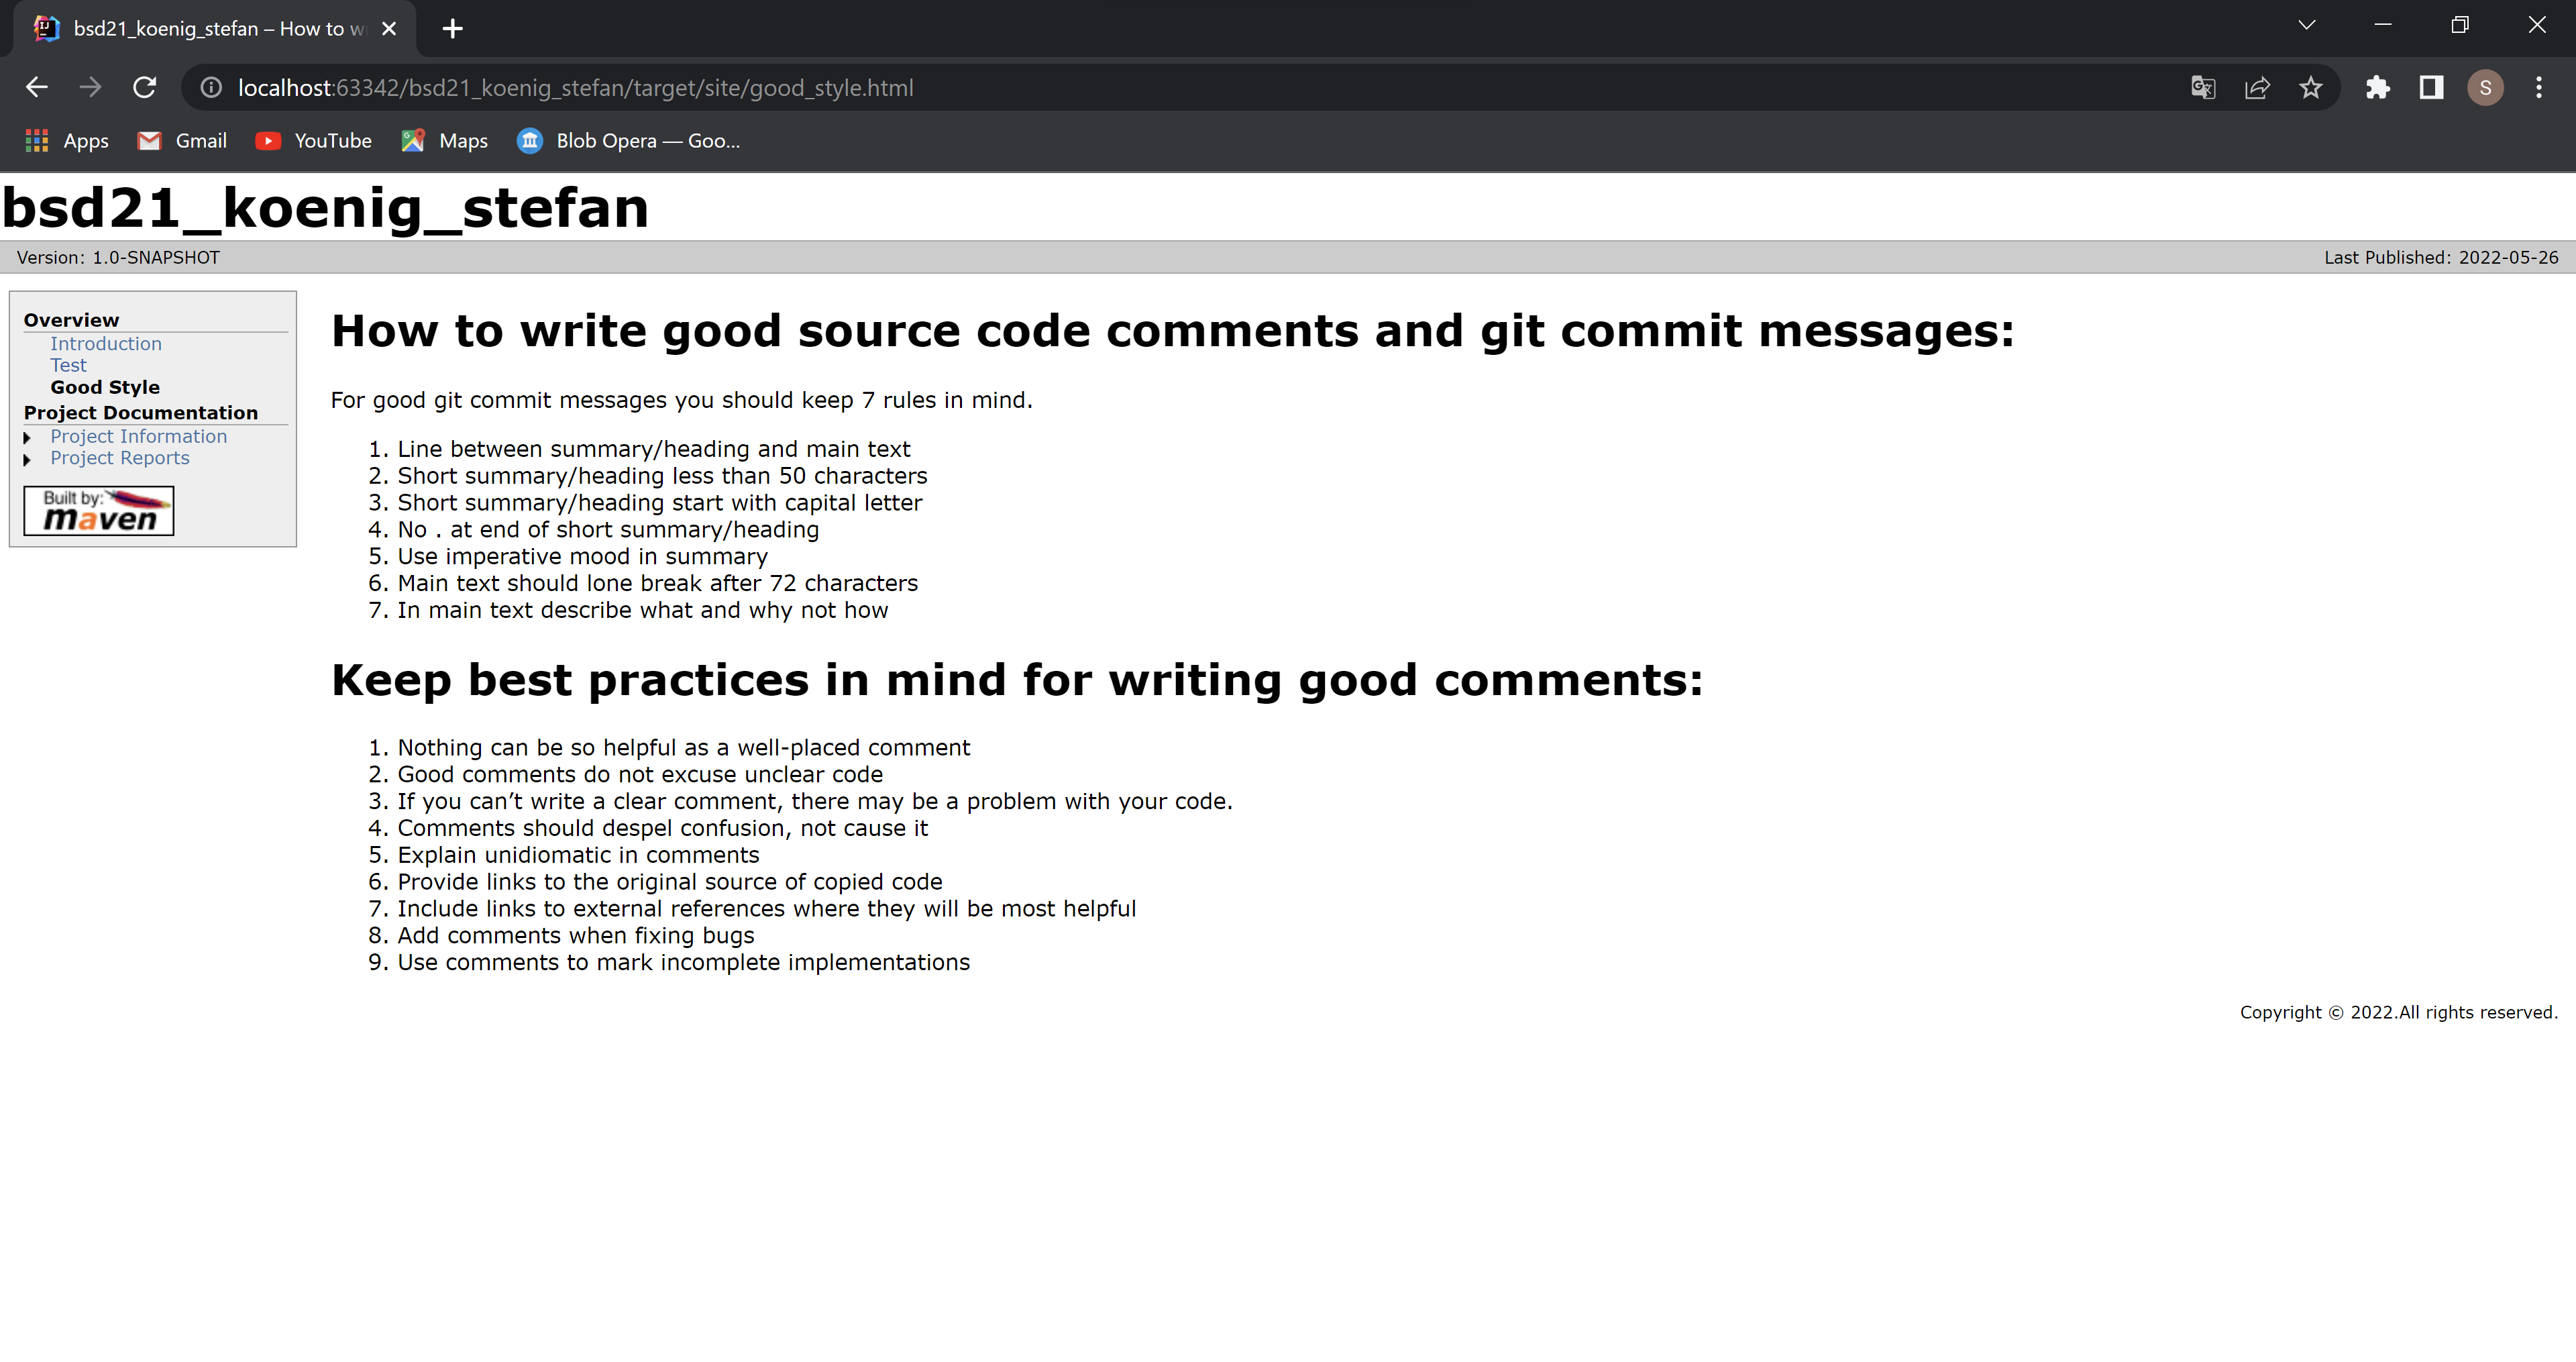 bsd21_koenig_stefan – How to w
localhost:63342/bsd21_koenig_stefan/target/site/good_style.html
S
Apps Gmail YouTube Maps Blob Opera — Goo...
bsd21_koenig_stefan
Version: 1.0-SNAPSHOT Last Published: 2022-05-26
Overview
Introduction
Test
Good Style
Project Documentation
Project Information
Project Reports
Built by:
maven
How to write good source code comments and git commit messages:
For good git commit messages you should keep 7 rules in mind.
1. Line between summary/heading and main text
2. Short summary/heading less than 50 characters
3. Short summary/heading start with capital letter
4. No . at end of short summary/heading
5. Use imperative mood in summary
6. Main text should lone break after 72 characters
7. In main text describe what and why not how
Keep best practices in mind for writing good comments:
1. Nothing can be so helpful as a well-placed comment
2. Good comments do not excuse unclear code
3. If you can’t write a clear comment, there may be a problem with your code.
4. Comments should despel confusion, not cause it
5. Explain unidiomatic in comments
6. Provide links to the original source of copied code
7. Include links to external references where they will be most helpful
8. Add comments when fixing bugs
9. Use comments to mark incomplete implementations
Copyright © 2022.All rights reserved.